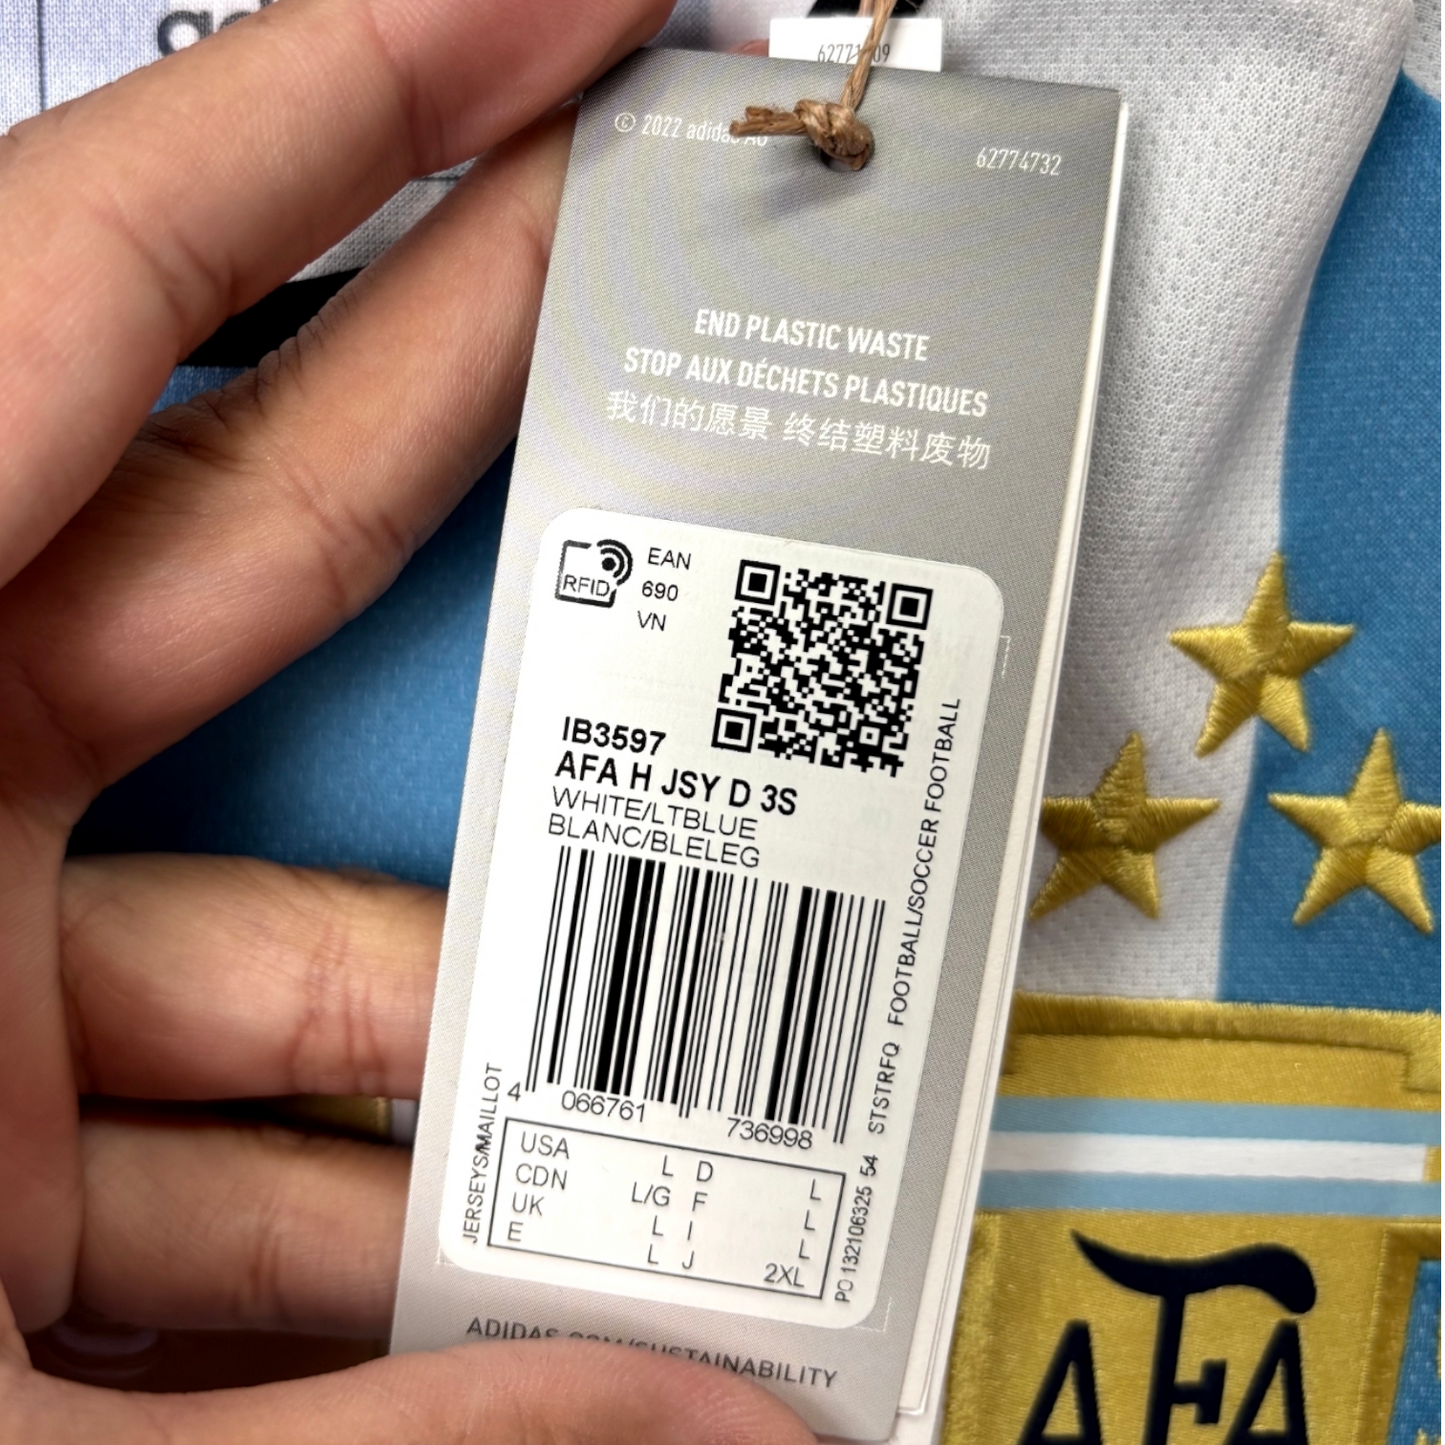 © 2022 adidas AG
62774732
END PLASTIC WASTE
STOP AUX DÉCHETS PLASTIQUES
我们的愿景 终结塑料废物
RFID
EAN
690
VN
IB3597
AFA H JSY D 3S
WHITE/LTBLUE
BLANC/BLELEG
4 066761 736998
JERSEYS/MAILLOT
STSTRFQ FOOTBALL/SOCCER FOOTBALL
PO 132106325 54
USA L D L
CDN L/G F L
UK L I L
E L J 2XL
ADIDAS.COM/SUSTAINABILITY
AFA